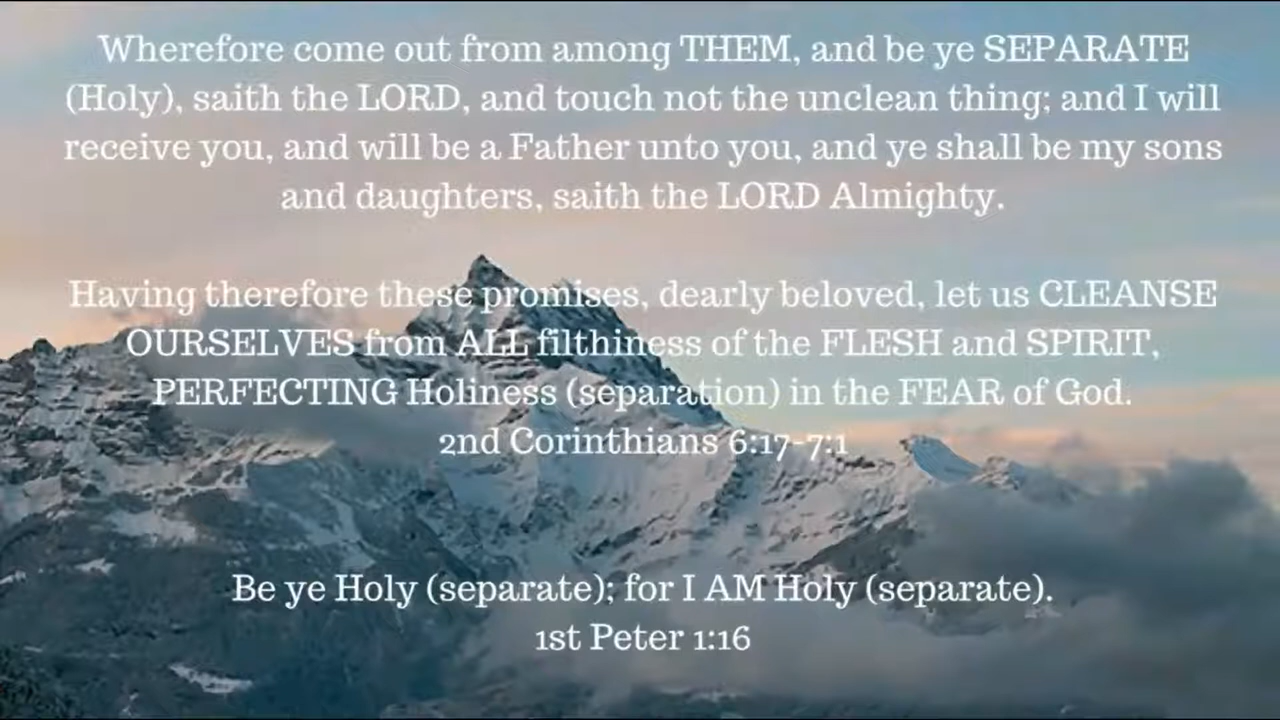 Wherefore come out from among THEM, and be ye SEPARATE
(Holy), saith the LORD, and touch not the unclean thing; and I will
receive you, and will be a Father unto you, and ye shall be my sons
and daughters, saith the LORD Almighty.
Having therefore these promises, dearly beloved, let us CLEANSE
OURSELVES from ALL filthiness of the FLESH and SPIRIT,
PERFECTING Holiness (separation) in the FEAR of God.
2nd Corinthians 6:17-7:1
Be ye Holy (separate); for I AM Holy (separate).
1st Peter 1:16